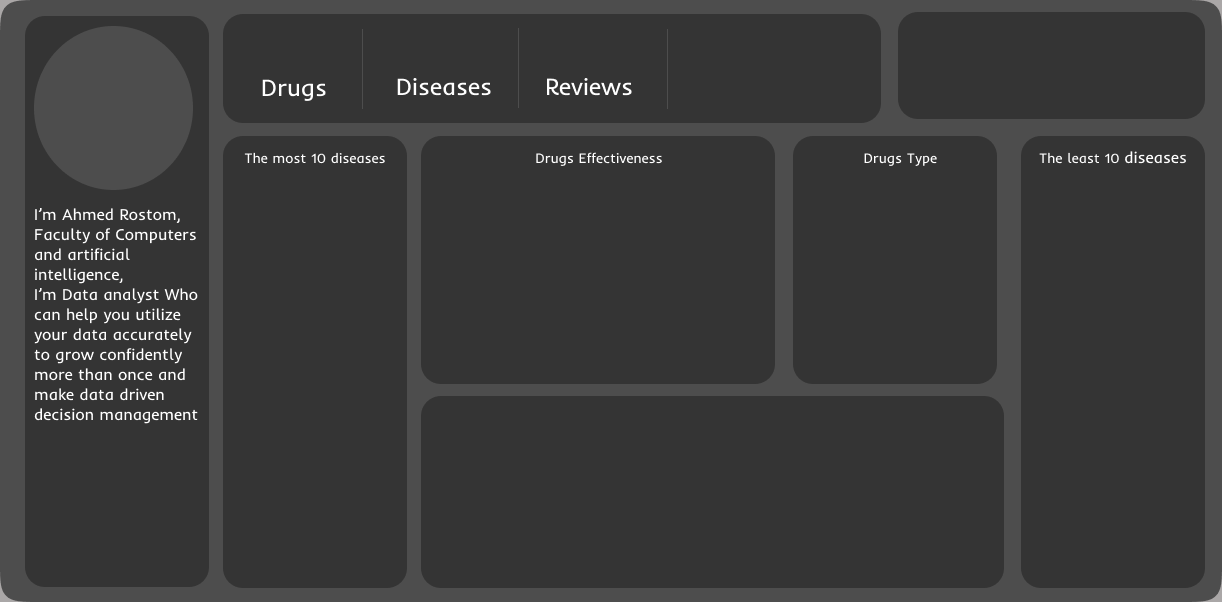 Drugs
Diseases
Reviews
The most 10 diseases
Drugs Effectiveness
Drugs Type
The least 10 diseases
I’m Ahmed Rostom,
Faculty of Computers
and artificial
intelligence,
I’m Data analyst Who
can help you utilize
your data accurately
to grow confidently
more than once and
make data driven
decision management